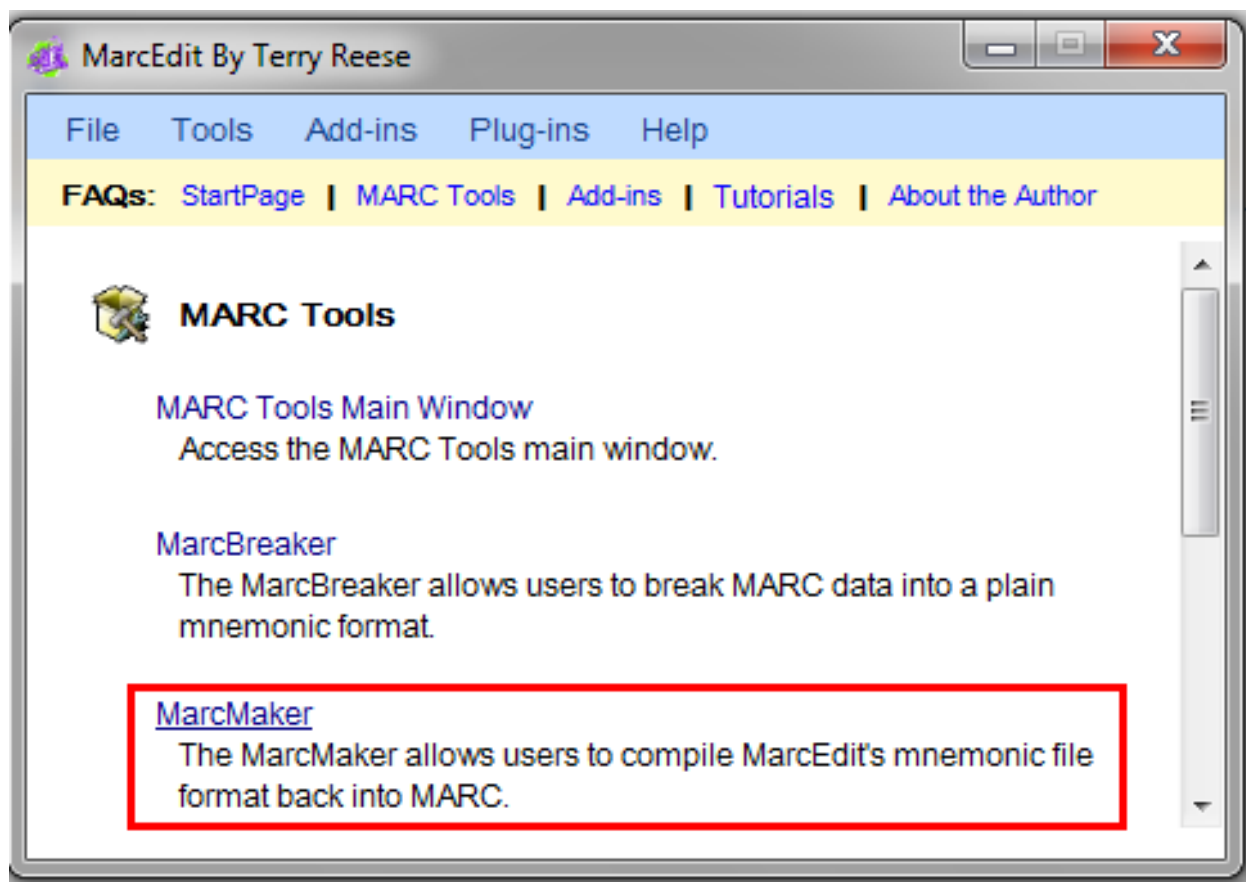 MarcEdit By Terry Reese
File Tools Add-ins Plug-ins Help
FAQs: StartPage | MARC Tools | Add-ins | Tutorials | About the Author
MARC Tools
MARC Tools Main Window
Access the MARC Tools main window.
MarcBreaker
The MarcBreaker allows users to break MARC data into a plain
mnemonic format.
MarcMaker
The MarcMaker allows users to compile MarcEdit's mnemonic file
format back into MARC.